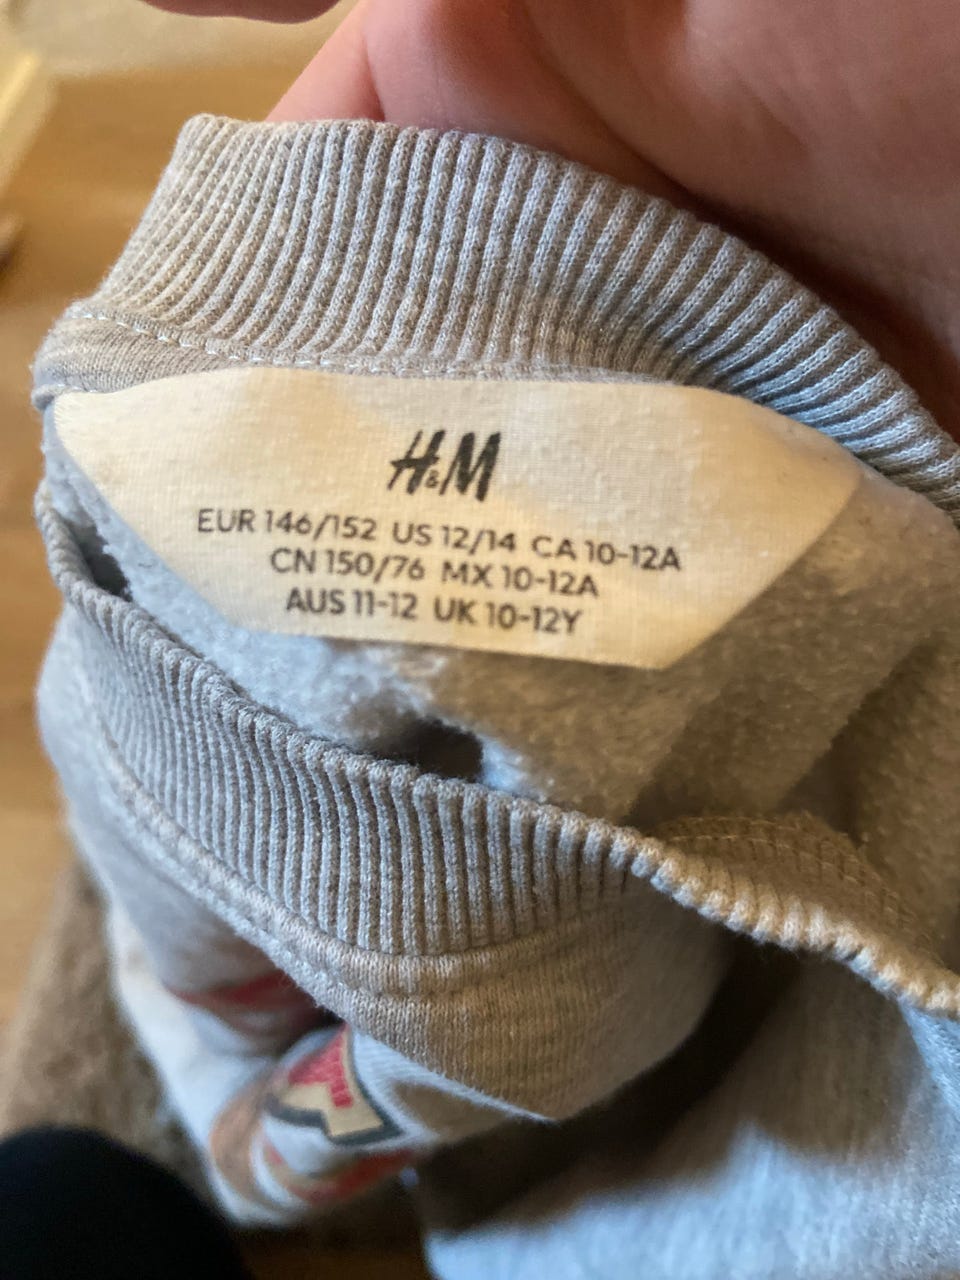 H&M
EUR 146/152 US 12/14 CA 10-12A
CN 150/76 MX 10-12A
AUS 11-12 UK 10-12Y